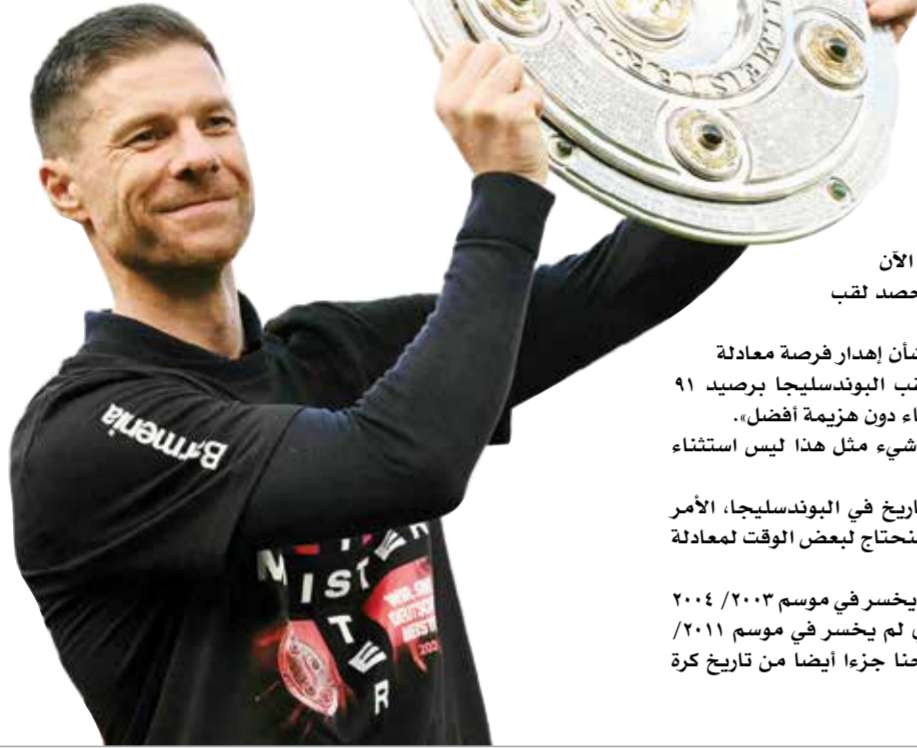 الآن
حصد لقب
شأن إهدار فرصة معادلة
قب البوندسليجا برصيد ٩١
اء دون هزيمة أفضل».
شيء مثل هذا ليس استثناء
اريخ في البوندسليجا، الأمر
نحتاج لبعض الوقت لمعادلة
يخسر في موسم ٢٠٠٣/ ٢٠٠٤
ي لم يخسر في موسم ٢٠١١/
حنا جزءا أيضا من تاريخ كرة
Barmenia
M I
IST
T
R